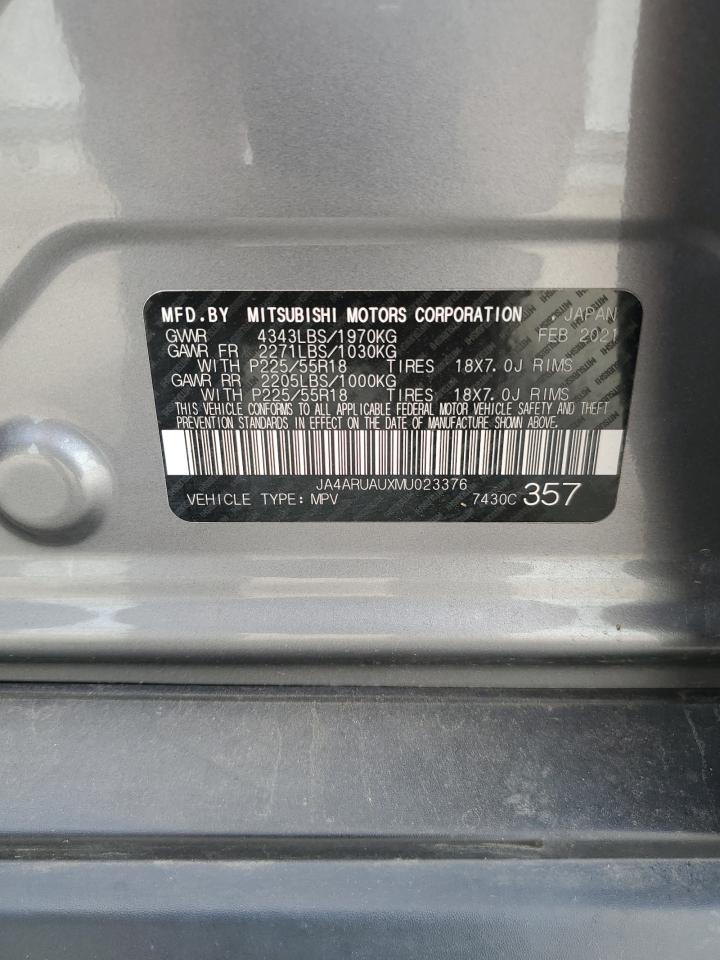 MFD.BY MITSUBISHI MOTORS CORPORATION . JAPAN
GVWR 4343LBS/1970KG FEB 2021
GAWR FR 2271LBS/1030KG
WITH P225/55R18 TIRES 18X7.0J RIMS
GAWR RR 2205LBS/1000KG
WITH P225/55R18 TIRES 18X7.0J RIMS
THIS VEHICLE CONFORMS TO ALL APPLICABLE FEDERAL MOTOR VEHICLE SAFETY AND THEFT
PREVENTION STANDARDS IN EFFECT ON THE DATE OF MANUFACTURE SHOWN ABOVE.
JA4ARUAUXMU023376
VEHICLE TYPE: MPV 7430C 357